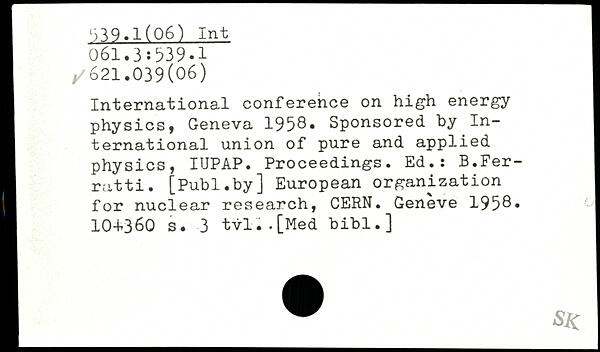 539.1(06) Int
061.3:539.1
621.039(06)
International conference on high energy
physics, Geneva 1958. Sponsored by In-
ternational union of pure and applied
physics, IUPAP. Proceedings. Ed.: B.Fer-
ratti. [Publ.by] European organization
for nuclear research, CERN. Genève 1958.
10+360 s. 3 tvl..[Med bibl.]
SK